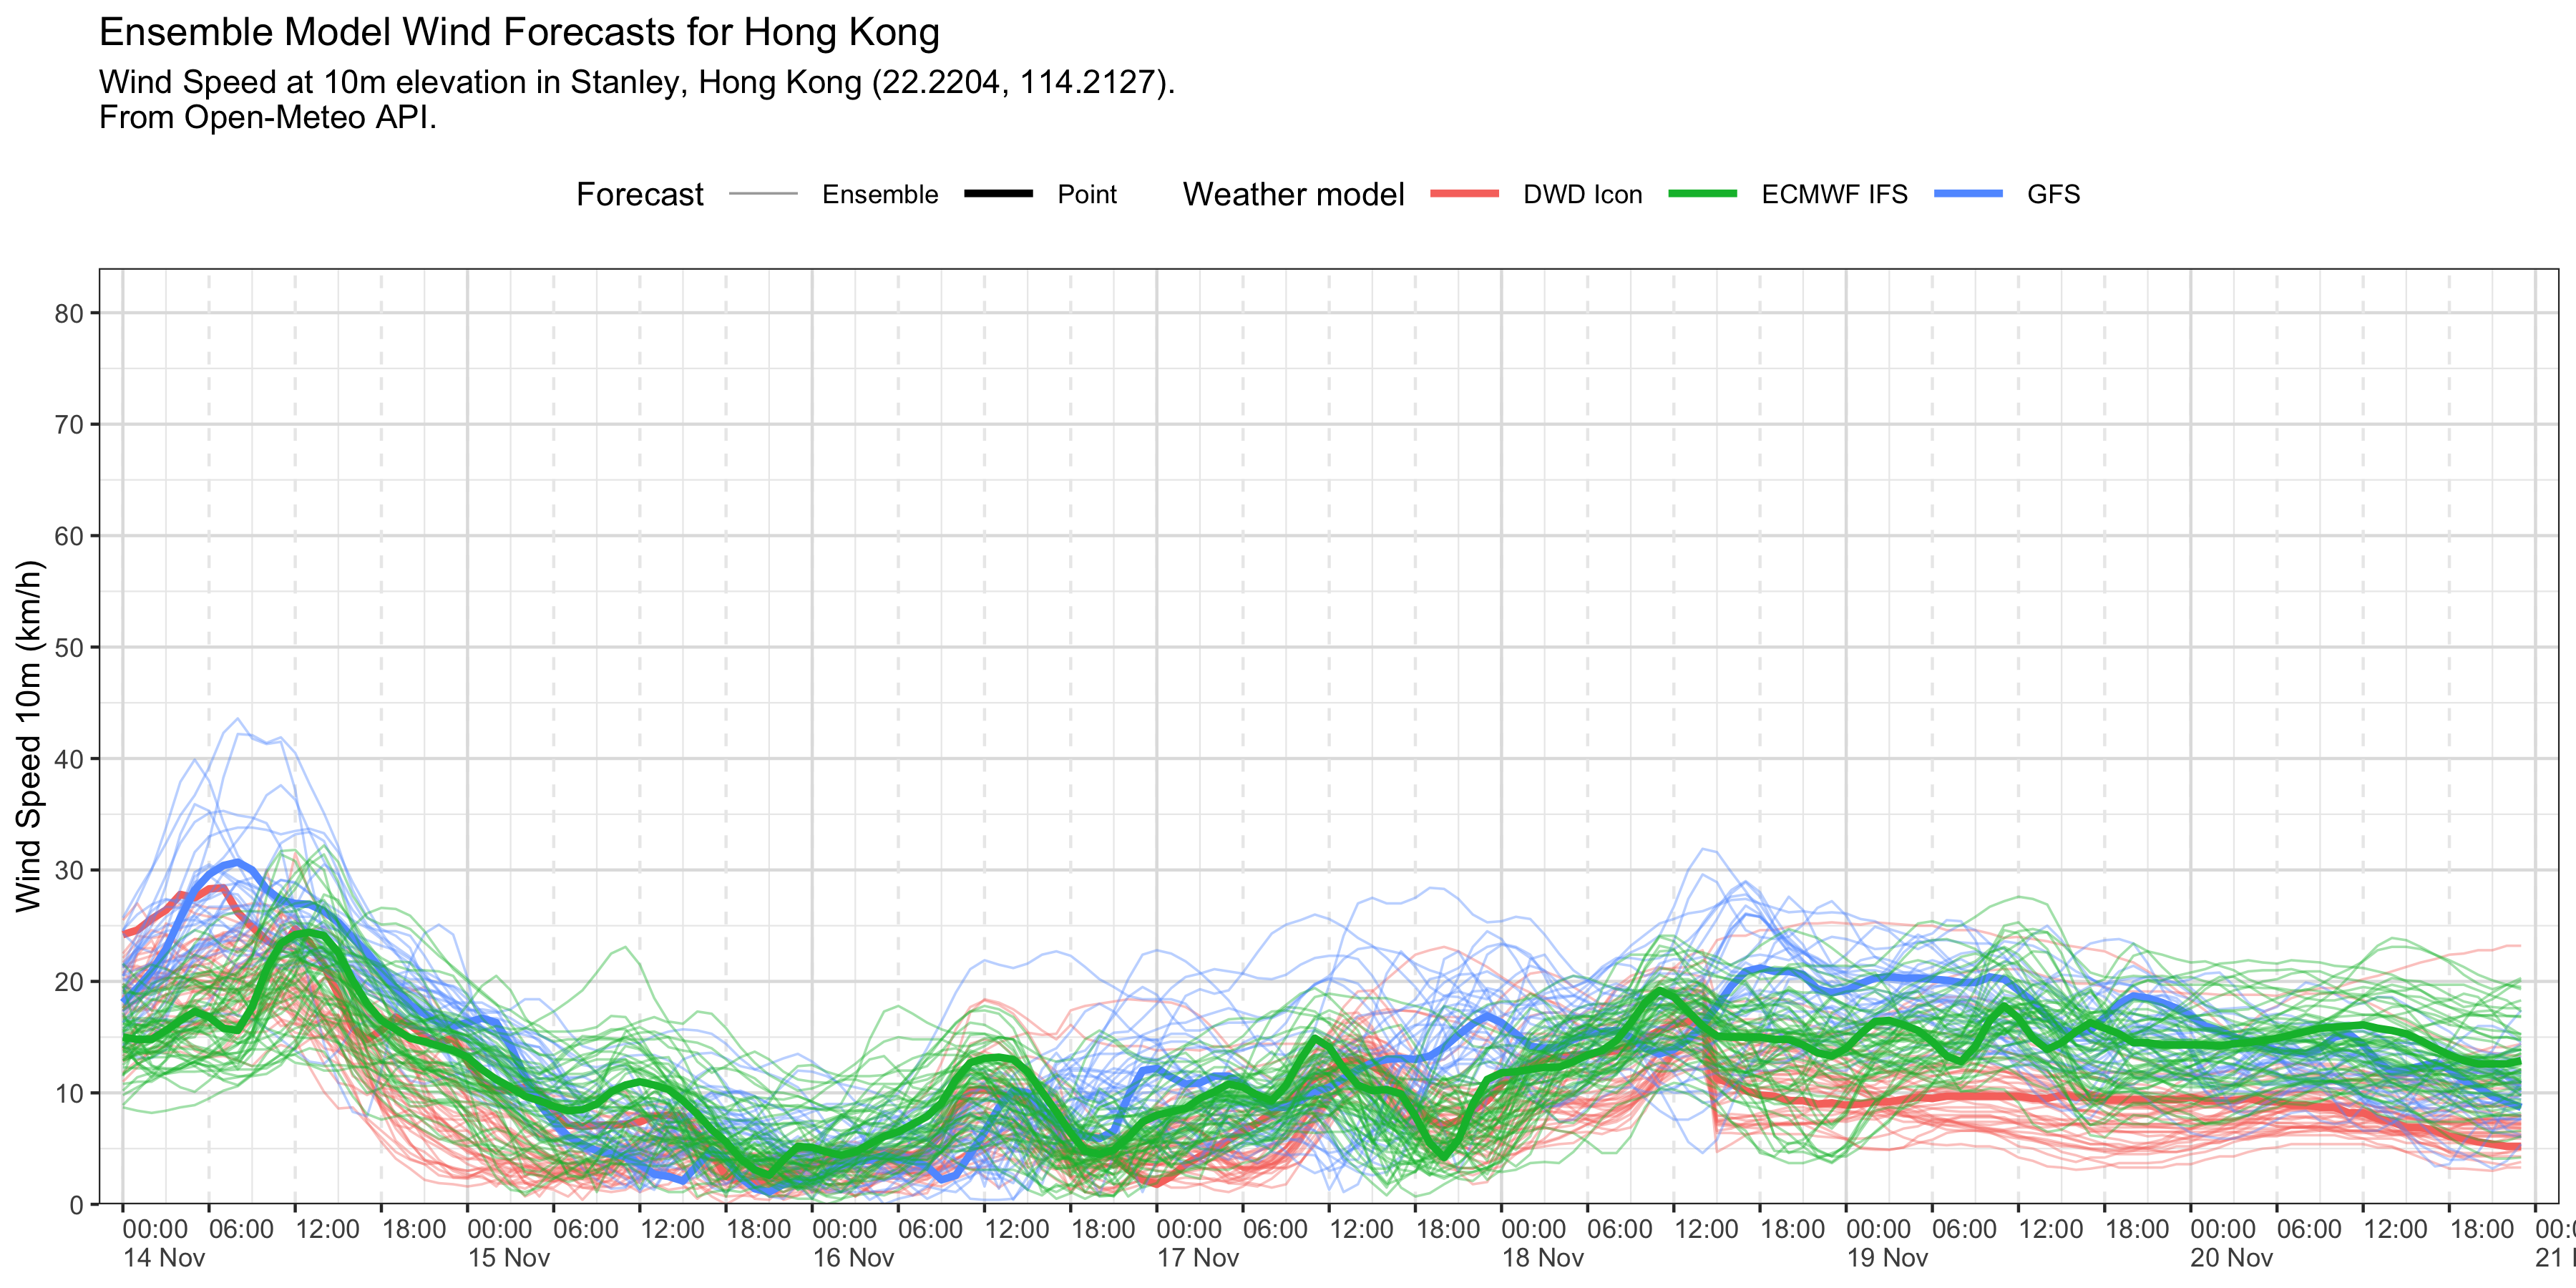 Ensemble Model Wind Forecasts for Hong Kong
Wind Speed at 10m elevation in Stanley, Hong Kong (22.2204, 114.2127).
From Open-Meteo API.
Forecast Ensemble Point Weather model DWD Icon ECMWF IFS GFS
Wind Speed 10m (km/h)
80
70
60
50
40
30
20
10
0
00:00 06:00 12:00 18:00 00:00 06:00 12:00 18:00 00:00 06:00 12:00 18:00 00:00 06:00 12:00 18:00 00:00 06:00 12:00 18:00 00:00 06:00 12:00 18:00 00:00 06:00 12:00 18:00 00:
14 Nov 15 Nov 16 Nov 17 Nov 18 Nov 19 Nov 20 Nov 21